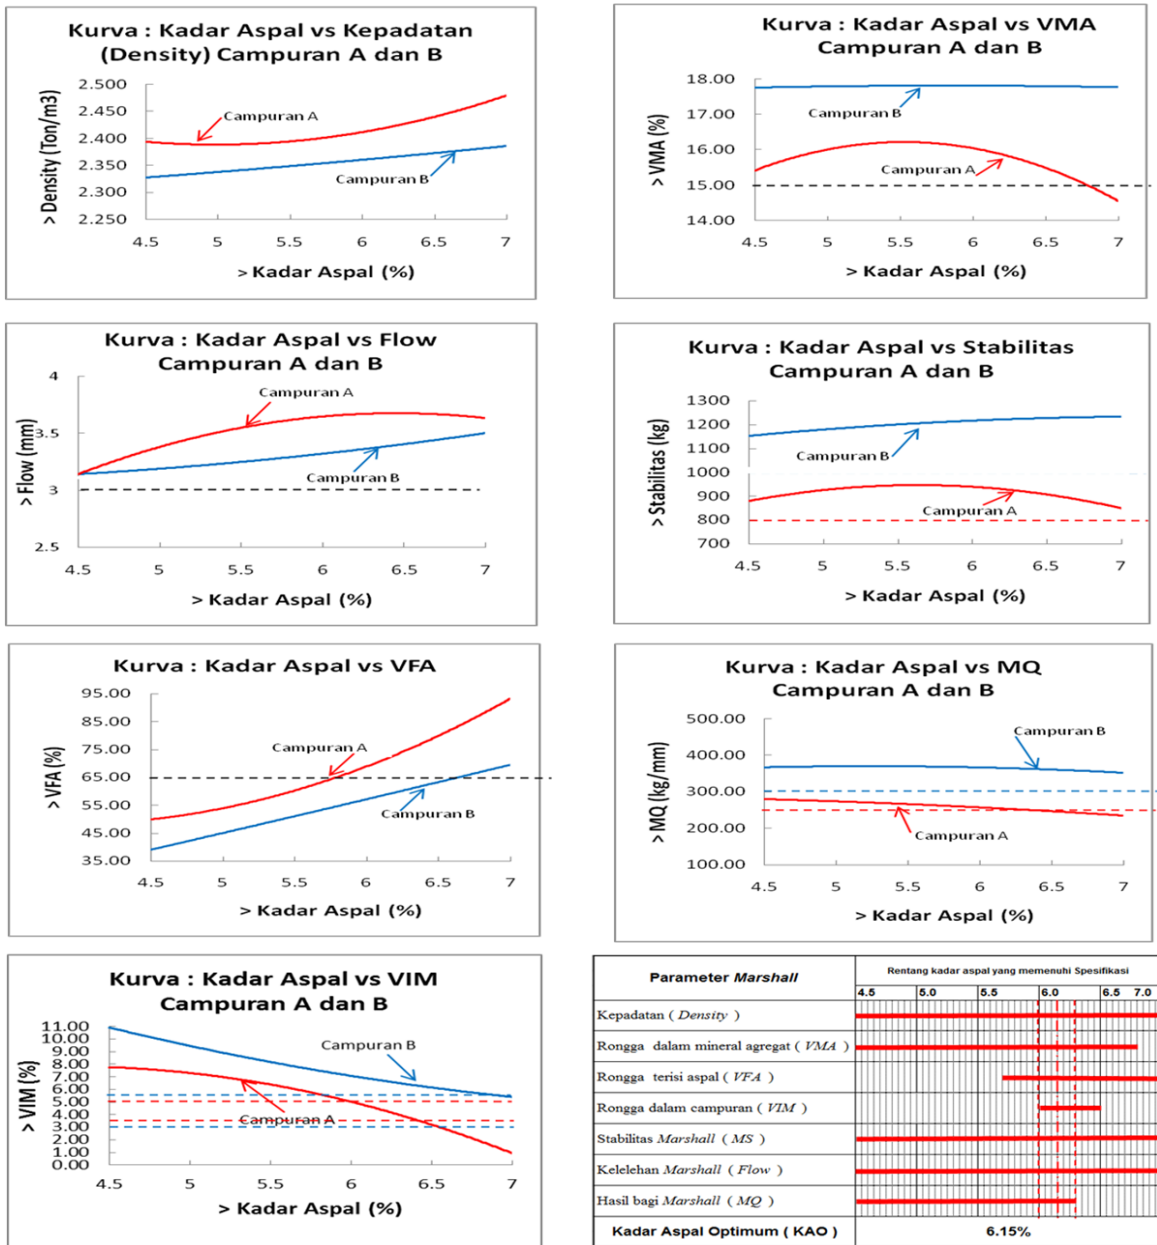 Kurva : Kadar Aspal vs Kepadatan
(Density) Campuran A dan B
> Density (Ton/m3)
2.500
2.450
2.400
2.350
2.300
2.250
Campuran A
Campuran B
4.5 5 5.5 6 6.5 7
> Kadar Aspal (%)
Kurva : Kadar Aspal vs VMA
Campuran A dan B
> VMA (%)
18.00
17.00
16.00
15.00
14.00
Campuran B
Campuran A
4.5 5 5.5 6 6.5 7
> Kadar Aspal (%)
Kurva : Kadar Aspal vs Flow
Campuran A dan B
> Flow (mm)
4
3.5
3
2.5
Campuran A
Campuran B
4.5 5 5.5 6 6.5 7
> Kadar Aspal (%)
Kurva : Kadar Aspal vs Stabilitas
Campuran A dan B
> Stabilitas (kg)
1300
1200
1100
1000
900
800
700
Campuran B
Campuran A
4.5 5 5.5 6 6.5 7
> Kadar Aspal (%)
Kurva : Kadar Aspal vs VFA
> VFA (%)
95.00
85.00
75.00
65.00
55.00
45.00
35.00
Campuran A
Campuran B
4.5 5 5.5 6 6.5 7
> Kadar Aspal (%)
Kurva : Kadar Aspal vs MQ
Campuran A dan B
> MQ (kg/mm)
500.00
400.00
300.00
200.00
100.00
Campuran B
Campuran A
4.5 5 5.5 6 6.5 7
> Kadar Aspal (%)
Kurva : Kadar Aspal vs VIM
Campuran A dan B
> VIM (%)
11.00
10.00
9.00
8.00
7.00
6.00
5.00
4.00
3.00
2.00
1.00
0.00
Campuran B
Campuran A
4.5 5 5.5 6 6.5 7
> Kadar Aspal (%)
Parameter Marshall
Rentang kadar aspal yang memenuhi Spesifikasi
4.5 5.0 5.5 6.0 6.5 7.0
Kepadatan ( Density )
Rongga dalam mineral agregat ( VMA )
Rongga terisi aspal ( VFA )
Rongga dalam campuran ( VIM )
Stabilitas Marshall ( MS )
Kelelehan Marshall ( Flow )
Hasil bagi Marshall ( MQ )
Kadar Aspal Optimum ( KAO ) 6.15%